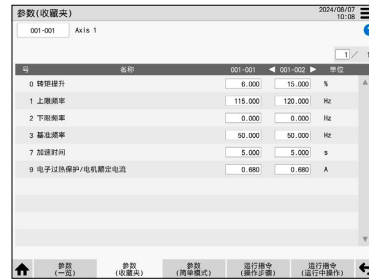 参数(收藏夹)
2024/08/07
10:08
001-001 Axis 1
1 / 1
号 名称 001-001 ◀ 001-002 ▶ 单位
0 转矩提升 6.000 15.000 %
1 上限频率 115.000 120.000 Hz
2 下限频率 0.000 0.000 Hz
3 基准频率 50.000 50.000 Hz
7 加速时间 5.000 5.000 s
9 电子过热保护/电机额定电流 0.680 0.680 A
参数
(一览)
参数
(收藏夹)
参数
(简单模式)
运行指令
(操作步骤)
运行指令
(运行中操作)